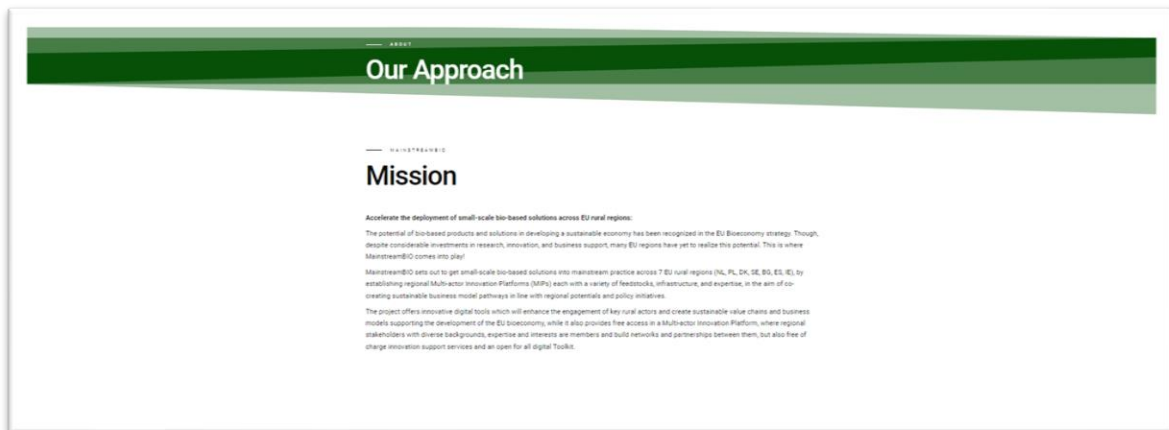 ABOUT
Our Approach
MAINSTREAMBIO
Mission
Accelerate the deployment of small-scale bio-based solutions across EU rural regions:
The potential of bio-based products and solutions in developing a sustainable economy has been recognized in the EU Bioeconomy strategy. Though,
despite considerable investments in research, innovation, and business support, many EU regions have yet to realize this potential. This is where
MainstreamBIO comes into play!
MainstreamBIO sets out to get small-scale bio-based solutions into mainstream practice across 7 EU rural regions (NL, PL, DK, SE, BG, ES, IE), by
establishing regional Multi-actor Innovation Platforms (MIPs) each with a variety of feedstocks, infrastructure, and expertise, in the aim of co-
creating sustainable business model pathways in line with regional potentials and policy initiatives.
The project offers innovative digital tools which will enhance the engagement of key rural actors and create sustainable value chains and business
models supporting the development of the EU bioeconomy, while it also provides free access in a Multi-actor Innovation Platform, where regional
stakeholders with diverse backgrounds, expertise and interests are members and build networks and partnerships between them, but also free of
charge innovation support services and an open for all digital Toolkit.